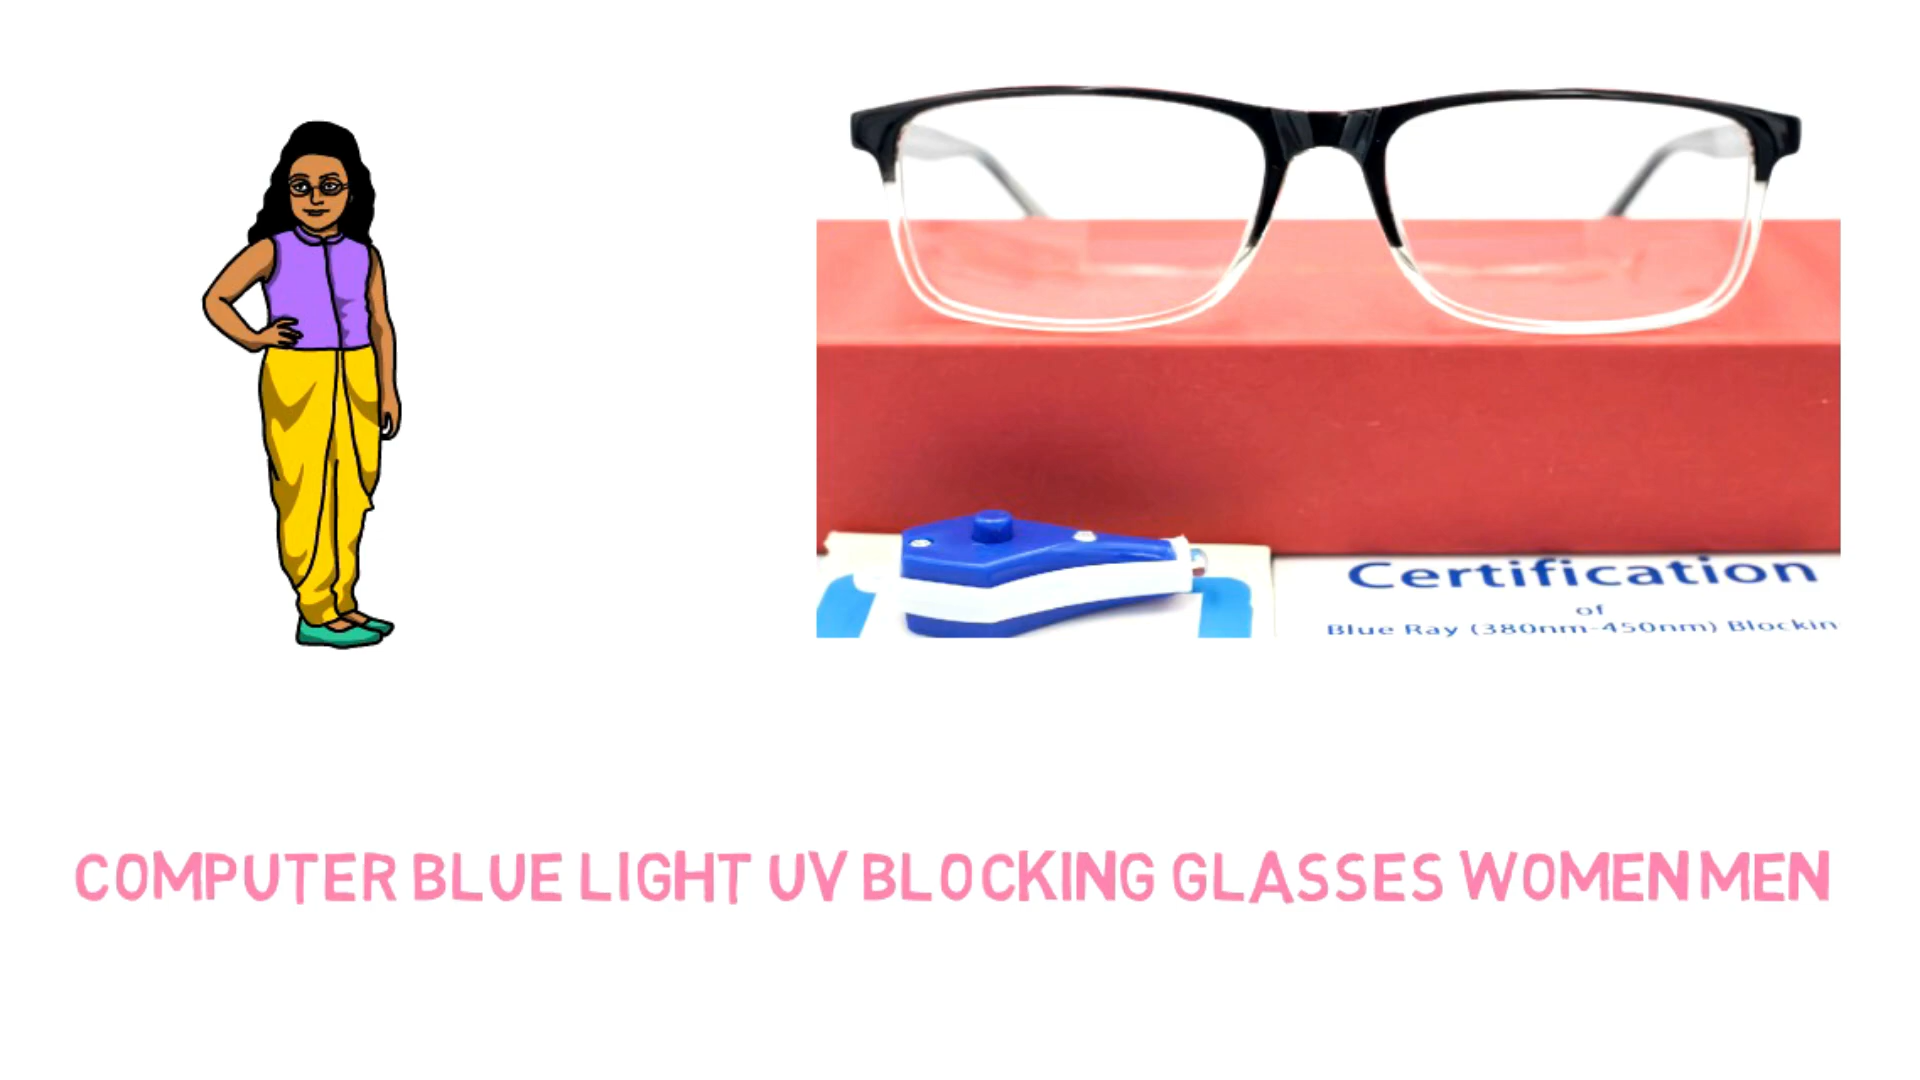 Certification
of
Blue Ray (380nm-450nm) Blockin
COMPUTER BLUE LIGHT UV BLOCKING GLASSES WOMEN MEN